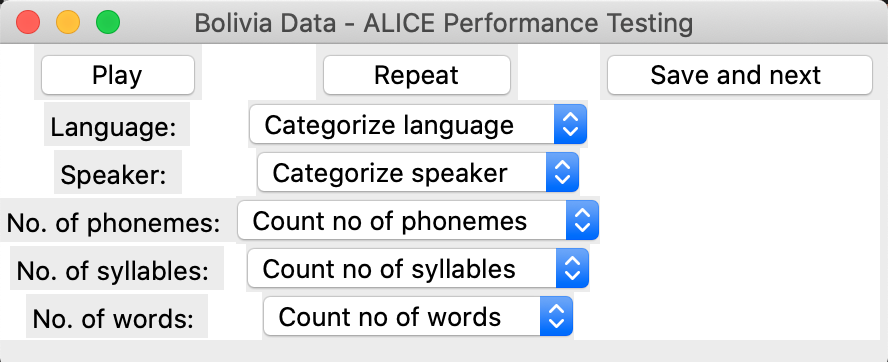 Bolivia Data - ALICE Performance Testing
Play Repeat Save and next
Language: Categorize language
Speaker: Categorize speaker
No. of phonemes: Count no of phonemes
No. of syllables: Count no of syllables
No. of words: Count no of words